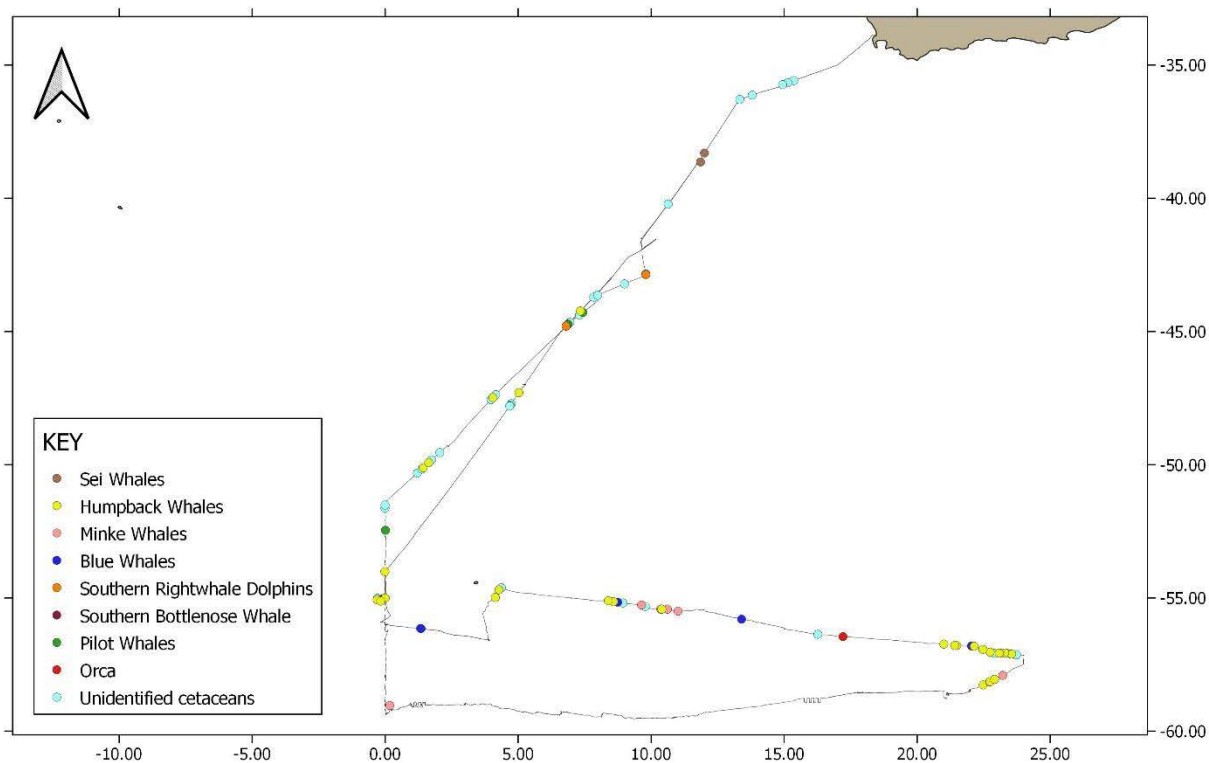 -35.00
-40.00
-45.00
-50.00
-55.00
-60.00
KEY
Sei Whales
Humpback Whales
Minke Whales
Blue Whales
Southern Rightwhale Dolphins
Southern Bottlenose Whale
Pilot Whales
Orca
Unidentified cetaceans
-10.00 -5.00 0.00 5.00 10.00 15.00 20.00 25.00